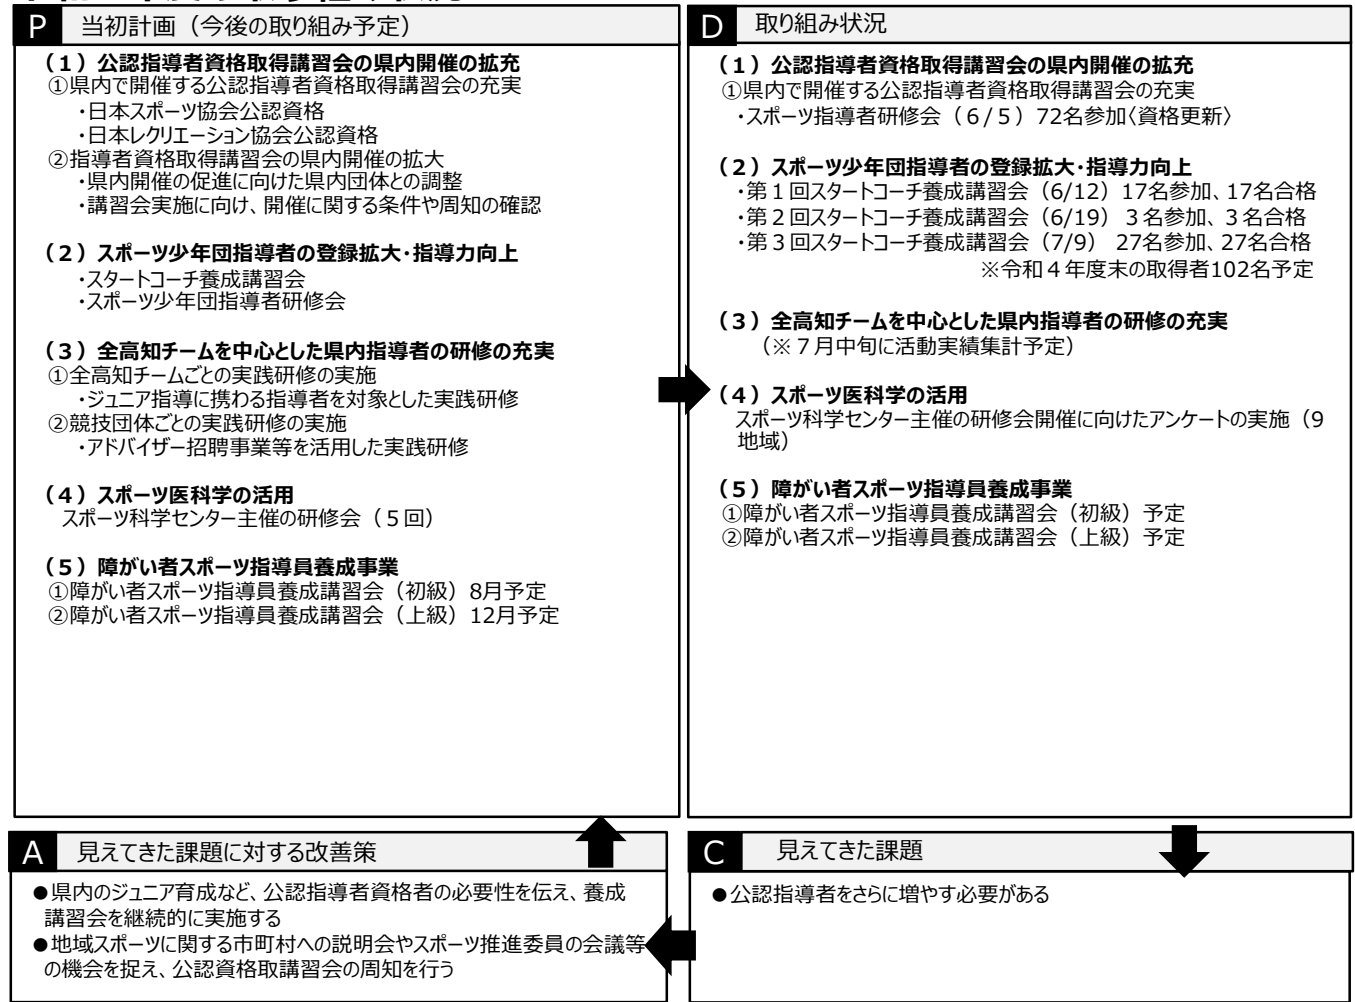 P 当初計画（今後の取り組み予定）
（１）公認指導者資格取得講習会の県内開催の拡充
①県内で開催する公認指導者資格取得講習会の充実
・日本スポーツ協会公認資格
・日本レクリエーション協会公認資格
②指導者資格取得講習会の県内開催の拡大
・県内開催の促進に向けた県内団体との調整
・講習会実施に向け、開催に関する条件や周知の確認
（２）スポーツ少年団指導者の登録拡大・指導力向上
・スタートコーチ養成講習会
・スポーツ少年団指導者研修会
（３）全高知チームを中心とした県内指導者の研修の充実
①全高知チームごとの実践研修の実施
・ジュニア指導に携わる指導者を対象とした実践研修
②競技団体ごとの実践研修の実施
・アドバイザー招聘事業等を活用した実践研修
（４）スポーツ医科学の活用
スポーツ科学センター主催の研修会（５回）
（５）障がい者スポーツ指導員養成事業
①障がい者スポーツ指導員養成講習会（初級）8月予定
②障がい者スポーツ指導員養成講習会（上級）12月予定
D 取り組み状況
（１）公認指導者資格取得講習会の県内開催の拡充
①県内で開催する公認指導者資格取得講習会の充実
・スポーツ指導者研修会（６/５）72名参加〈資格更新〉
（２）スポーツ少年団指導者の登録拡大・指導力向上
・第１回スタートコーチ養成講習会（6/12）17名参加、17名合格
・第２回スタートコーチ養成講習会（6/19）３名参加、３名合格
・第３回スタートコーチ養成講習会（7/9） 27名参加、27名合格
※令和４年度末の取得者102名予定
（３）全高知チームを中心とした県内指導者の研修の充実
（※７月中旬に活動実績集計予定）
（４）スポーツ医科学の活用
スポーツ科学センター主催の研修会開催に向けたアンケートの実施（9
地域）
（５）障がい者スポーツ指導員養成事業
①障がい者スポーツ指導員養成講習会（初級）予定
②障がい者スポーツ指導員養成講習会（上級）予定
A 見えてきた課題に対する改善策
●県内のジュニア育成など、公認指導者資格者の必要性を伝え、養成
講習会を継続的に実施する
●地域スポーツに関する市町村への説明会やスポーツ推進委員の会議等
の機会を捉え、公認資格取講習会の周知を行う
C 見えてきた課題
●公認指導者をさらに増やす必要がある